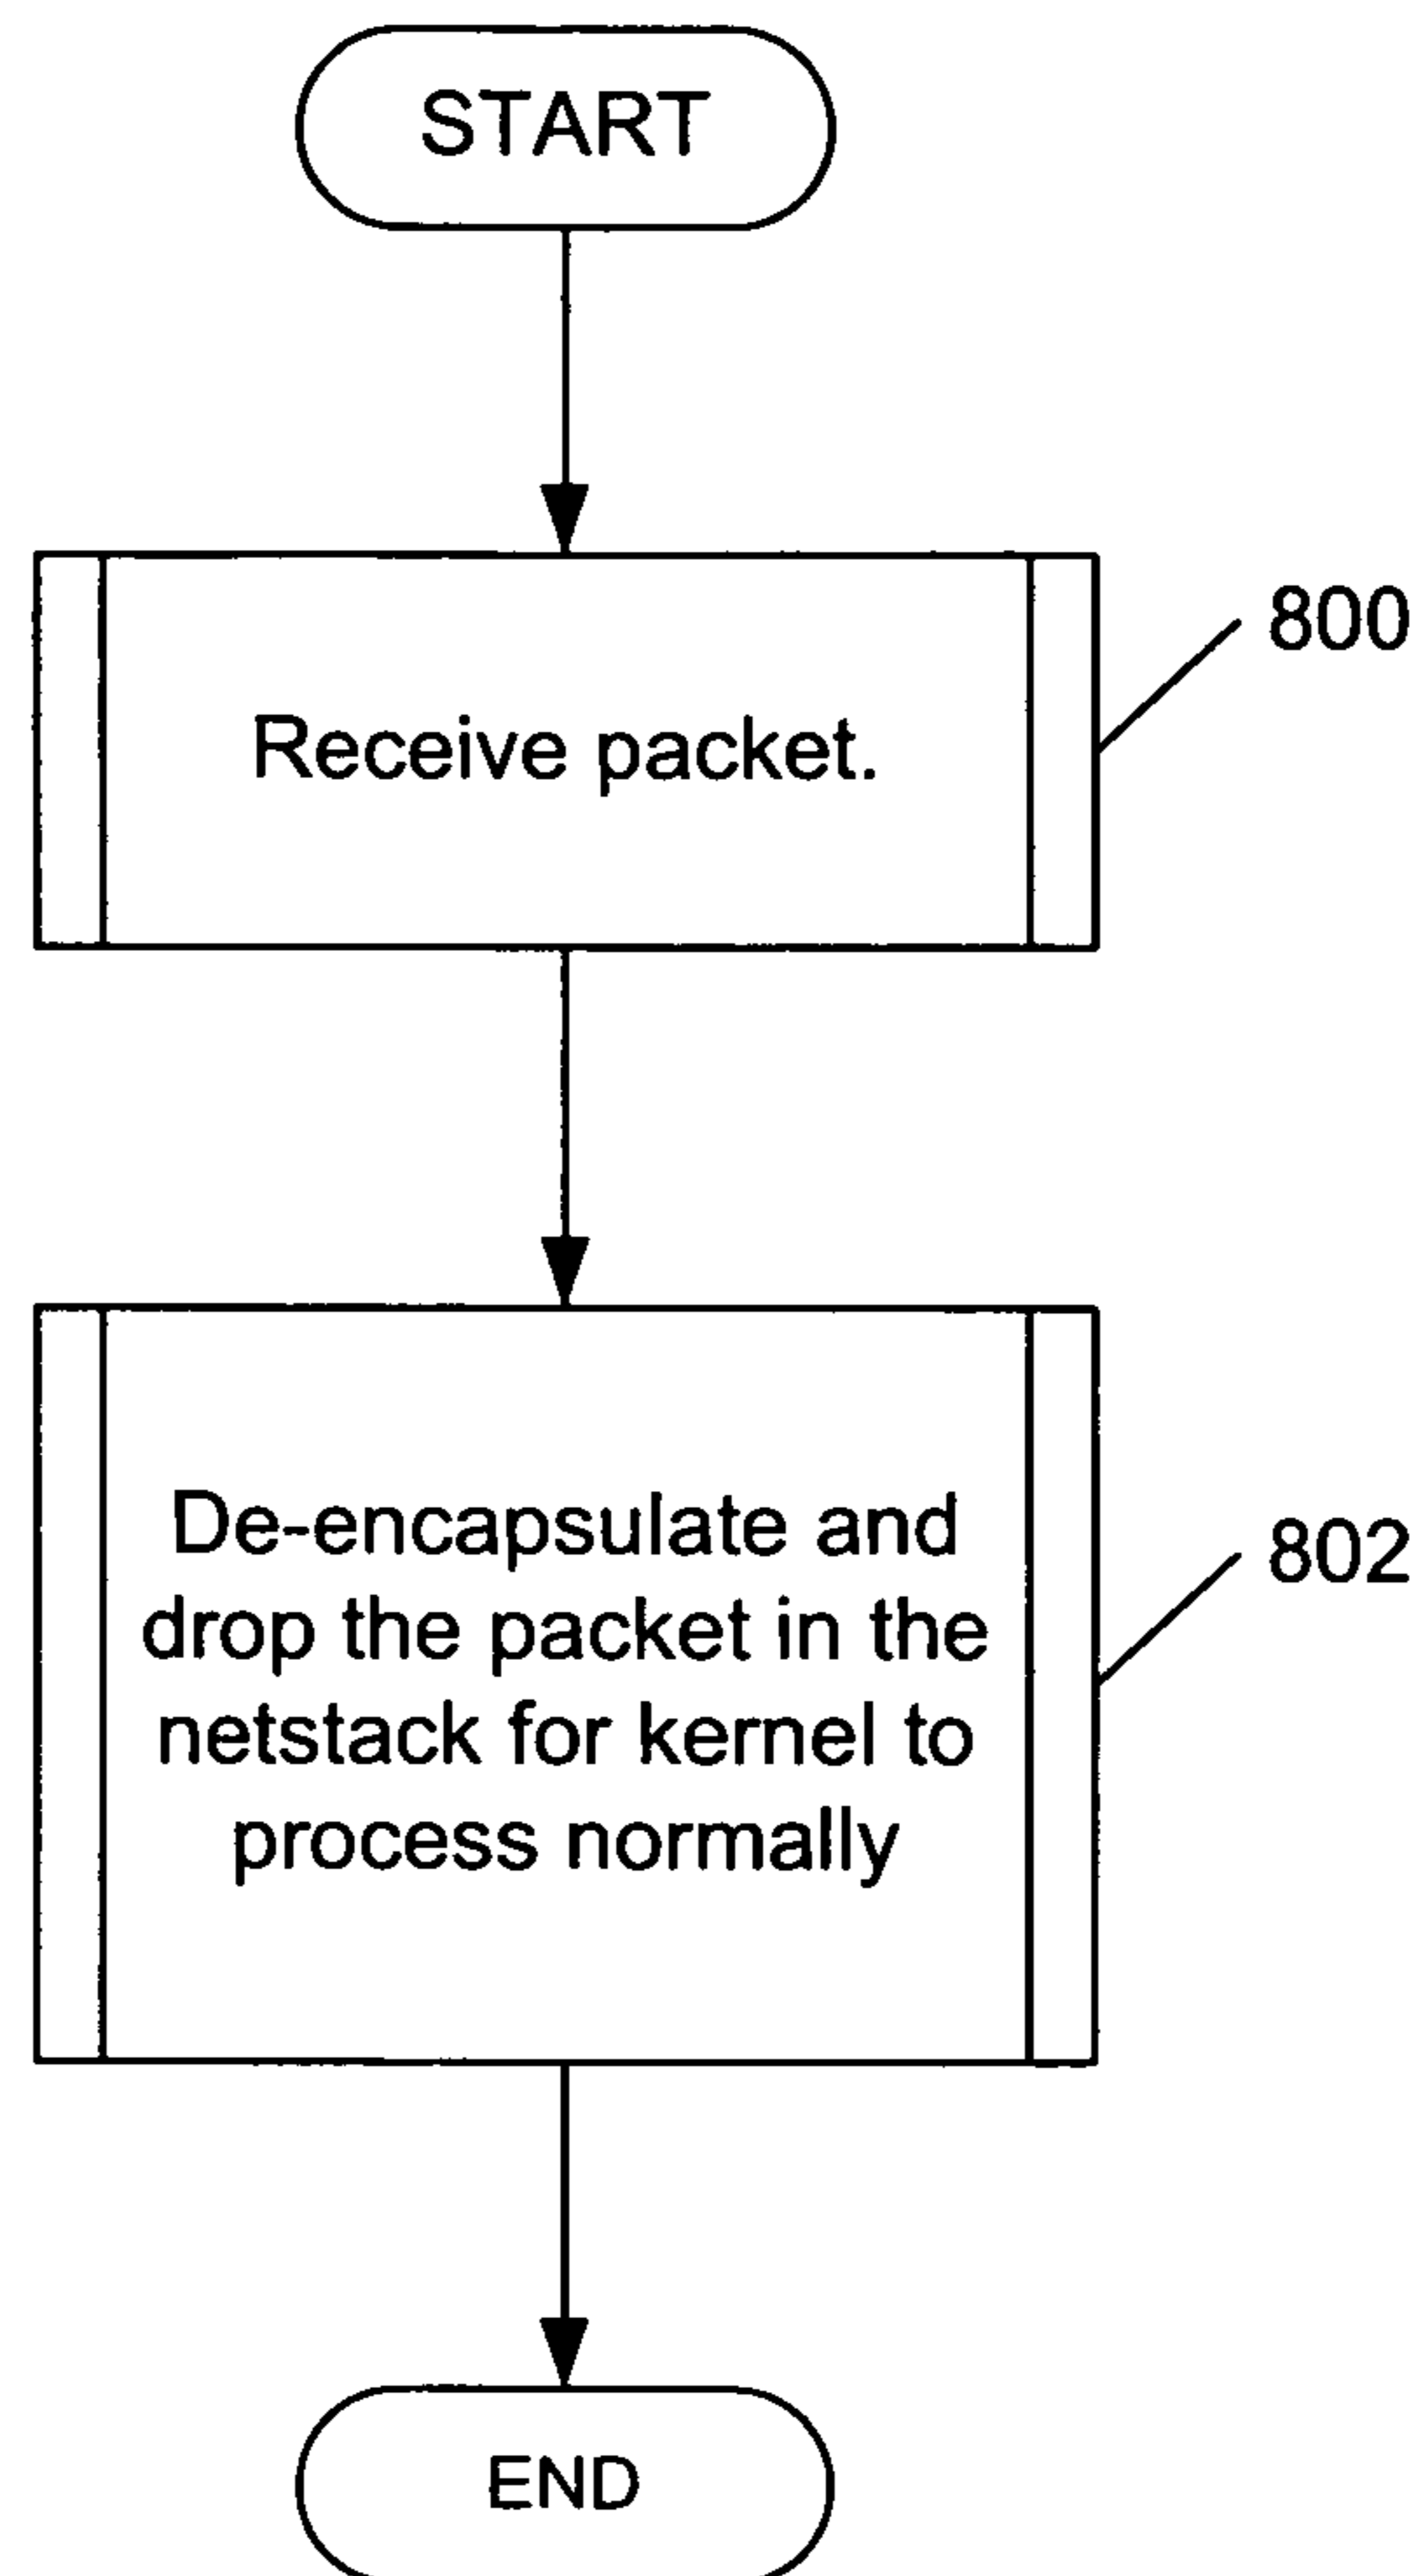 START
Receive packet.
800
De-encapsulate and
drop the packet in the
netstack for kernel to
process normally
802
END